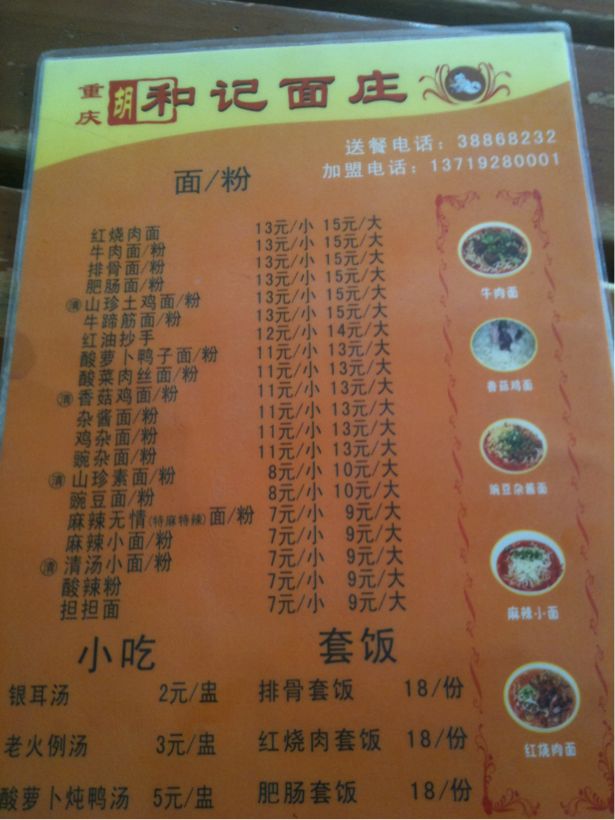 重庆 胡 和记面庄
送餐电话：38868232
加盟电话：13719280001
面/粉
红烧肉面 13元/小 15元/大
牛肉面/粉 13元/小 15元/大
排骨面/粉 13元/小 15元/大
肥肠面/粉 13元/小 15元/大
清 山珍土鸡面/粉 13元/小 15元/大
牛蹄筋面/粉 13元/小 15元/大
红油抄手 12元/小 14元/大
酸萝卜鸭子面/粉 11元/小 13元/大
酸菜肉丝面/粉 11元/小 13元/大
清 香菇鸡面/粉 11元/小 13元/大
杂酱面/粉 11元/小 13元/大
鸡杂面/粉 11元/小 13元/大
豌杂面/粉 11元/小 13元/大
清 山珍素面/粉 8元/小 10元/大
豌豆面/粉 8元/小 10元/大
麻辣无情(特麻特辣)面/粉 7元/小 9元/大
麻辣小面/粉 7元/小 9元/大
清 清汤小面/粉 7元/小 9元/大
酸辣粉 7元/小 9元/大
担担面 7元/小 9元/大
牛肉面
香菇鸡面
豌豆杂酱面
麻辣小面
红烧肉面
小吃
银耳汤 2元/盅
老火例汤 3元/盅
酸萝卜炖鸭汤 5元/盅
套饭
排骨套饭 18/份
红烧肉套饭 18/份
肥肠套饭 18/份